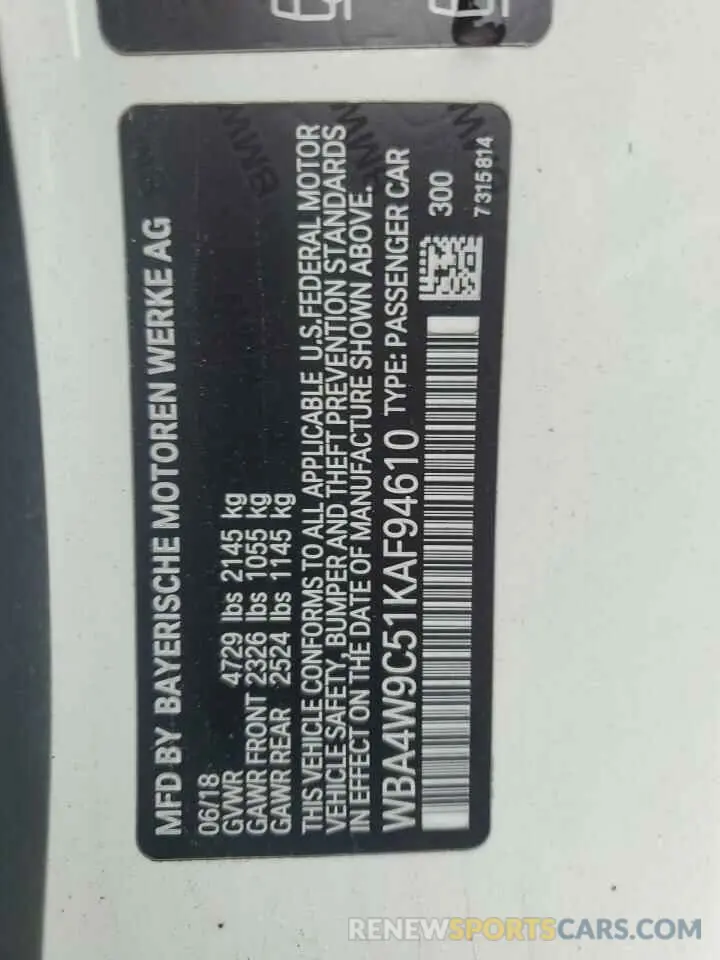 MFD BY BAYERISCHE MOTOREN WERKE AG
06/18
GVWR 4729 lbs 2145 kg
GAWR FRONT 2326 lbs 1055 kg
GAWR REAR 2524 lbs 1145 kg
THIS VEHICLE CONFORMS TO ALL APPLICABLE U.S. FEDERAL MOTOR
VEHICLE SAFETY, BUMPER AND THEFT PREVENTION STANDARDS
IN EFFECT ON THE DATE OF MANUFACTURE SHOWN ABOVE.
WBA4W9C51KAF94610 TYPE: PASSENGER CAR
300
7315814
BMW
RENEWSPORTSCARS.COM